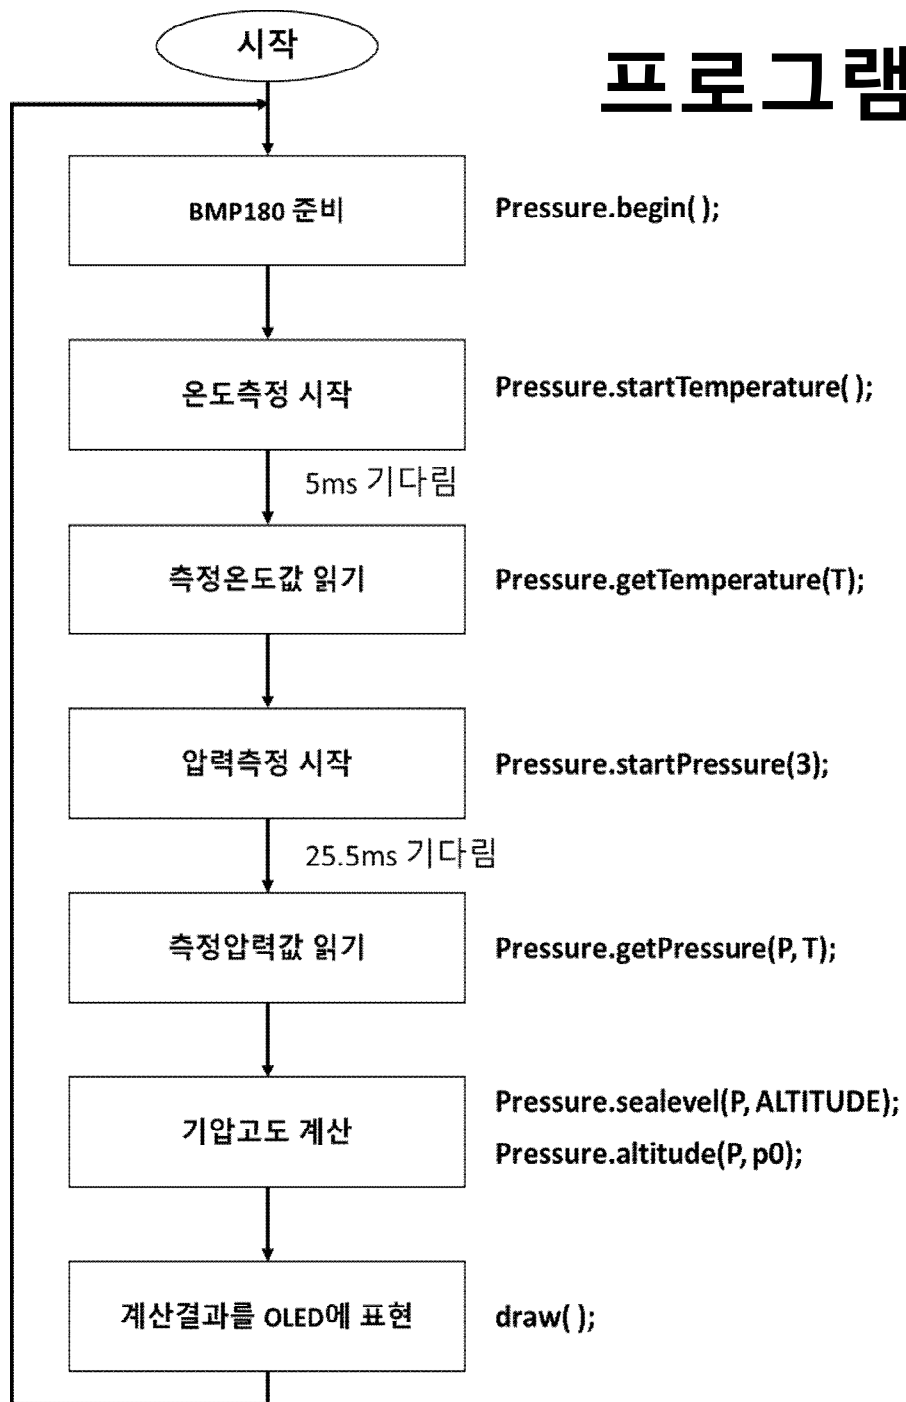 시작
프로그램
BMP180 준비
Pressure.begin( );
온도측정 시작
Pressure.startTemperature( );
5ms 기다림
측정온도값 읽기
Pressure.getTemperature(T);
압력측정 시작
Pressure.startPressure(3);
25.5ms 기다림
측정압력값 읽기
Pressure.getPressure(P, T);
기압고도 계산
Pressure.sealevel(P, ALTITUDE);
Pressure.altitude(P, p0);
계산결과를 OLED에 표현
draw( );